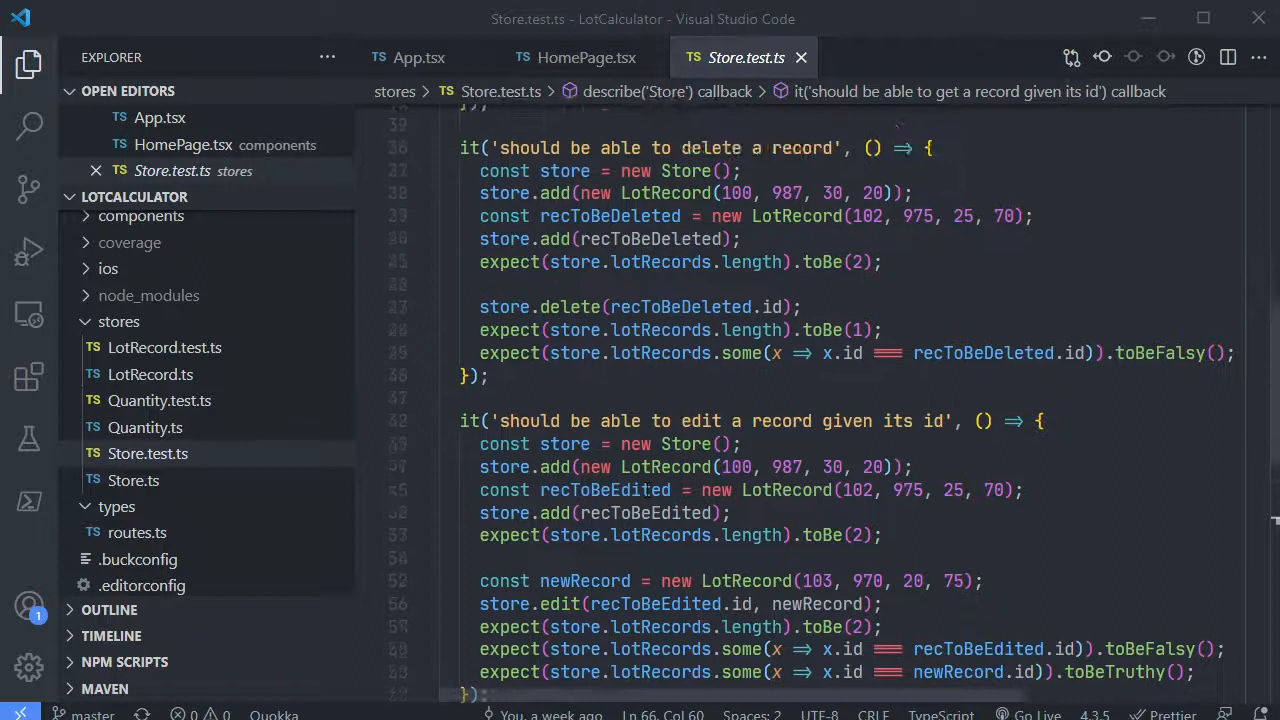 Store.test.ts - LotCalculator - Visual Studio Code
EXPLORER
App.tsx
HomePage.tsx
TS Store.test.ts
OPEN EDITORS
App.tsx
HomePage.tsx components
TS Store.test.ts stores
LOTCALCULATOR
components
coverage
ios
node_modules
stores
TS LotRecord.test.ts
TS LotRecord.ts
TS Quantity.test.ts
TS Quantity.ts
TS Store.test.ts
TS Store.ts
types
TS routes.ts
.buckconfig
.editorconfig
OUTLINE
TIMELINE
NPM SCRIPTS
MAVEN
1
stores > TS Store.test.ts > describe('Store') callback > it('should be able to get a record given its id') callback
it('should be able to delete a record', () => {
const store = new Store();
store.add(new LotRecord(100, 987, 30, 20));
const recToBeDeleted = new LotRecord(102, 975, 25, 70);
store.add(recToBeDeleted);
expect(store.lotRecords.length).toBe(2);
store.delete(recToBeDeleted.id);
expect(store.lotRecords.length).toBe(1);
expect(store.lotRecords.some(x => x.id === recToBeDeleted.id)).toBeFalsy();
});
it('should be able to edit a record given its id', () => {
const store = new Store();
store.add(new LotRecord(100, 987, 30, 20));
const recToBeEdited = new LotRecord(102, 975, 25, 70);
store.add(recToBeEdited);
expect(store.lotRecords.length).toBe(2);
const newRecord = new LotRecord(103, 970, 20, 75);
store.edit(recToBeEdited.id, newRecord);
expect(store.lotRecords.length).toBe(2);
expect(store.lotRecords.some(x => x.id === recToBeEdited.id)).toBeFalsy();
expect(store.lotRecords.some(x => x.id === newRecord.id)).toBeTruthy();
});
master 0 0 Quokka You, a week ago Ln 66, Col 60 Spaces: 2 UTF-8 CRLF TypeScript Go Live 4.3.5 Prettier